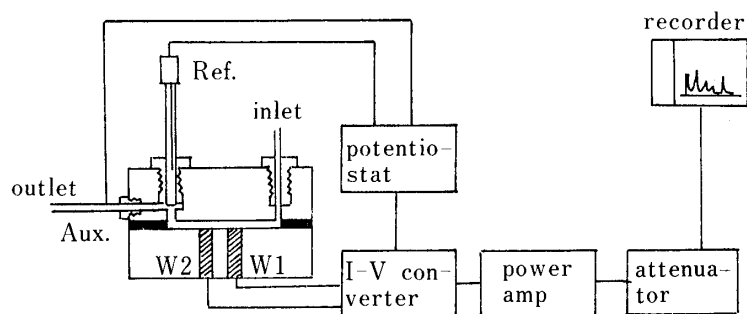 recorder
Ref.
inlet
potentio-
stat
outlet
Aux.
W2
W1
I-V con-
verter
power
amp
attenua-
tor